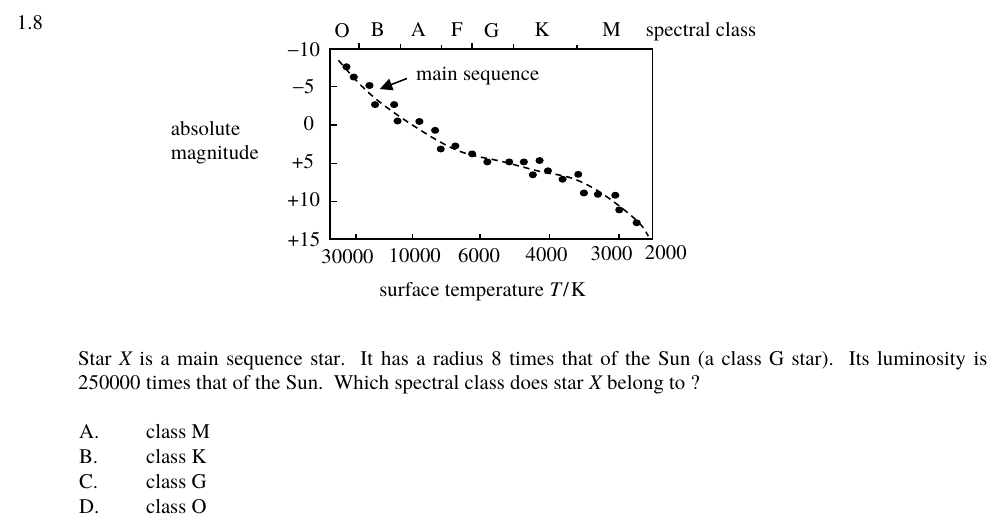 1.8
O B A F G K M spectral class
−10
main sequence
−5
0
absolute
magnitude
+5
+10
+15
30000 10000 6000 4000 3000 2000
surface temperature T/K
Star X is a main sequence star. It has a radius 8 times that of the Sun (a class G star). Its luminosity is
250000 times that of the Sun. Which spectral class does star X belong to ?
A. class M
B. class K
C. class G
D. class O